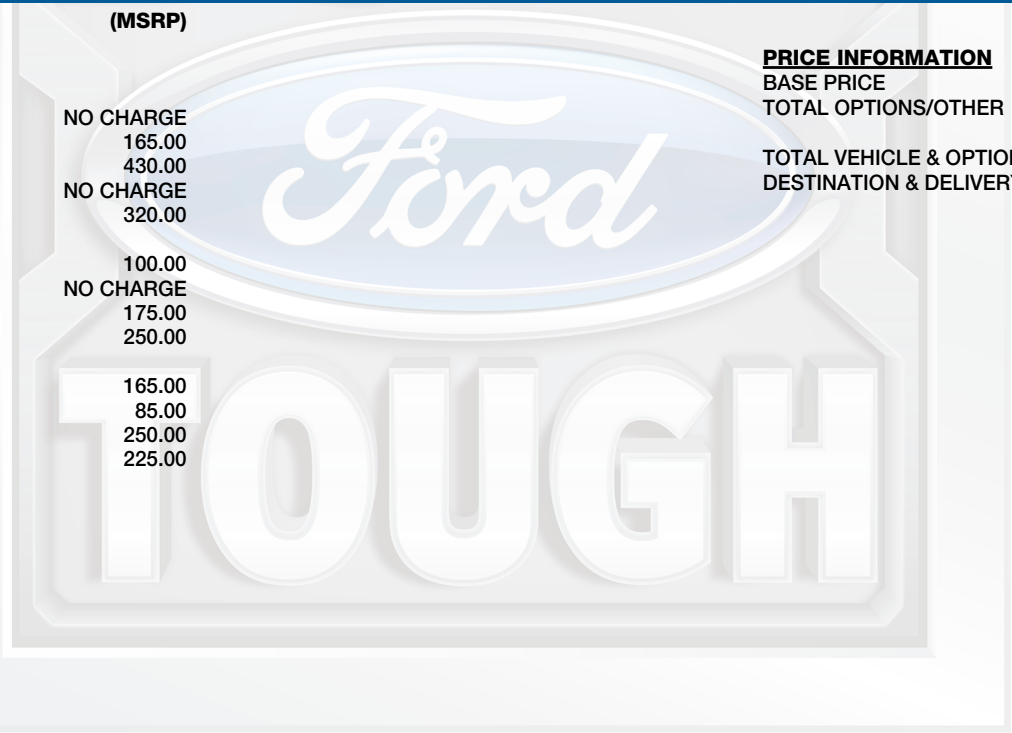 (MSRP)
NO CHARGE
165.00
430.00
NO CHARGE
320.00
100.00
NO CHARGE
175.00
250.00
165.00
85.00
250.00
225.00
PRICE INFORMATION
BASE PRICE
TOTAL OPTIONS/OTHER
TOTAL VEHICLE & OPTION
DESTINATION & DELIVERY
Ford
TOUGH